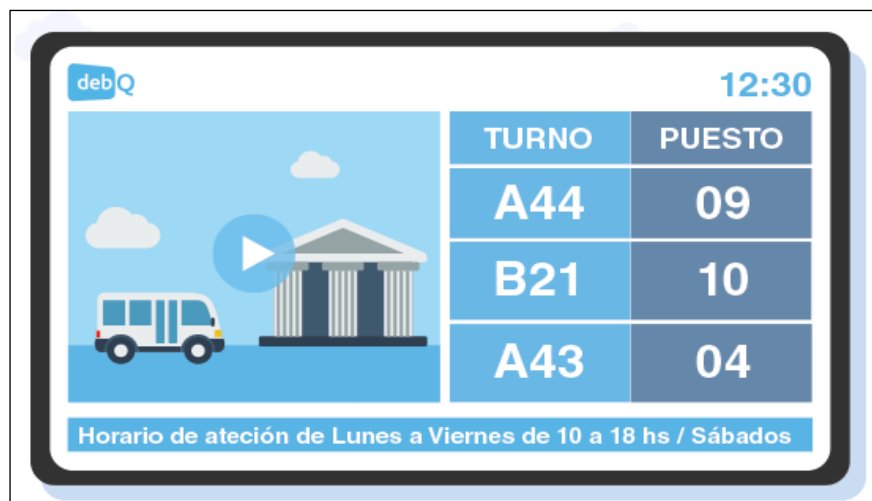 debQ
12:30
TURNO PUESTO
A44 09
B21 10
A43 04
Horario de ateción de Lunes a Viernes de 10 a 18 hs / Sábados